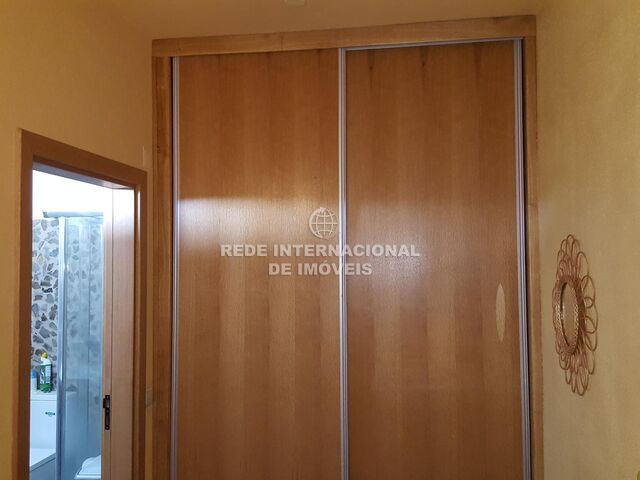 REDE INTERNACIONAL
DE IMÓVEIS